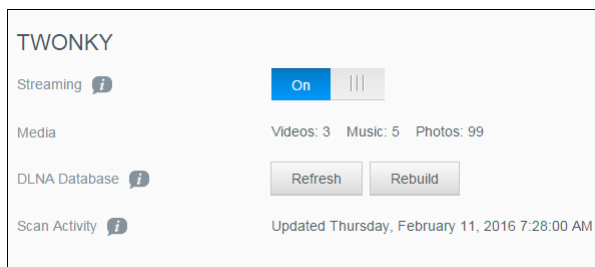 TWONKY
Streaming i On
Media Videos: 3 Music: 5 Photos: 99
DLNA Database i Refresh Rebuild
Scan Activity i Updated Thursday, February 11, 2016 7:28:00 AM